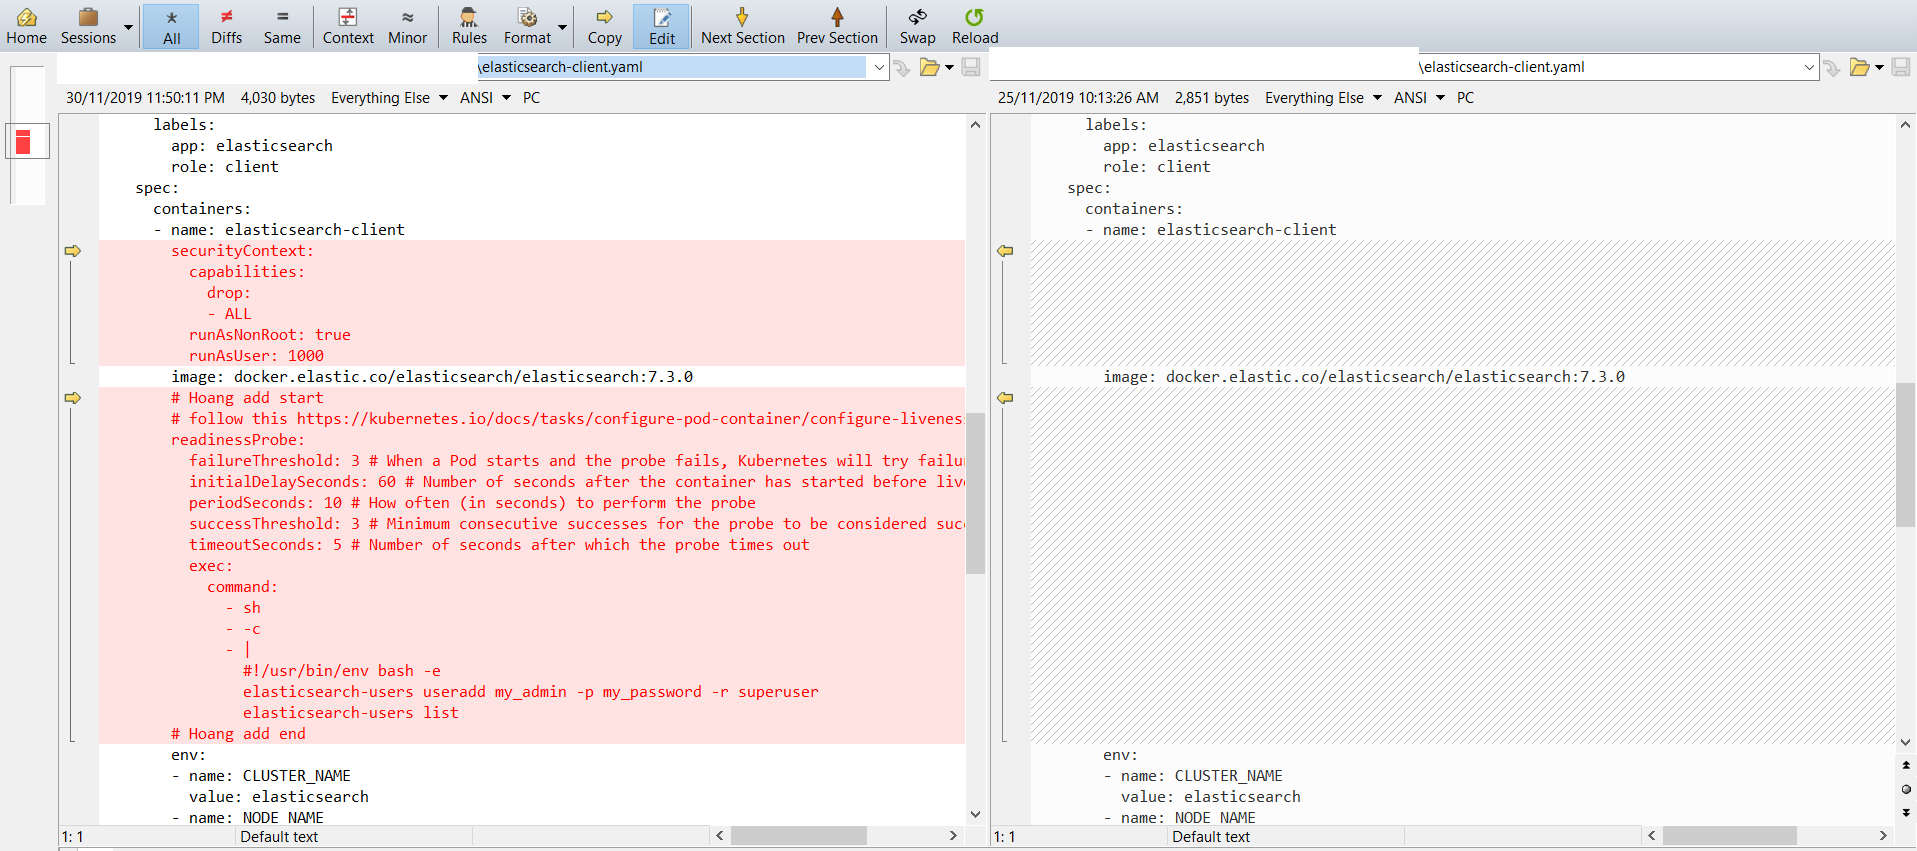 Home Sessions All Diffs Same Context Minor Rules Format Copy Edit Next Section Prev Section Swap Reload
\elasticsearch-client.yaml
30/11/2019 11:50:11 PM 4,030 bytes Everything Else ANSI PC
labels:
app: elasticsearch
role: client
spec:
containers:
- name: elasticsearch-client
securityContext:
capabilities:
drop:
- ALL
runAsNonRoot: true
runAsUser: 1000
image: docker.elastic.co/elasticsearch/elasticsearch:7.3.0
# Hoang add start
# follow this https://kubernetes.io/docs/tasks/configure-pod-container/configure-livenes
readinessProbe:
failureThreshold: 3 # When a Pod starts and the probe fails, Kubernetes will try failu
initialDelaySeconds: 60 # Number of seconds after the container has started before liv
periodSeconds: 10 # How often (in seconds) to perform the probe
successThreshold: 3 # Minimum consecutive successes for the probe to be considered suc
timeoutSeconds: 5 # Number of seconds after which the probe times out
exec:
command:
- sh
- -c
- |
#!/usr/bin/env bash -e
elasticsearch-users useradd my_admin -p my_password -r superuser
elasticsearch-users list
# Hoang add end
env:
- name: CLUSTER_NAME
value: elasticsearch
- name: NODE_NAME
1: 1 Default text
\elasticsearch-client.yaml
25/11/2019 10:13:26 AM 2,851 bytes Everything Else ANSI PC
labels:
app: elasticsearch
role: client
spec:
containers:
- name: elasticsearch-client
image: docker.elastic.co/elasticsearch/elasticsearch:7.3.0
env:
- name: CLUSTER_NAME
value: elasticsearch
- name: NODE_NAME
1: 1 Default text